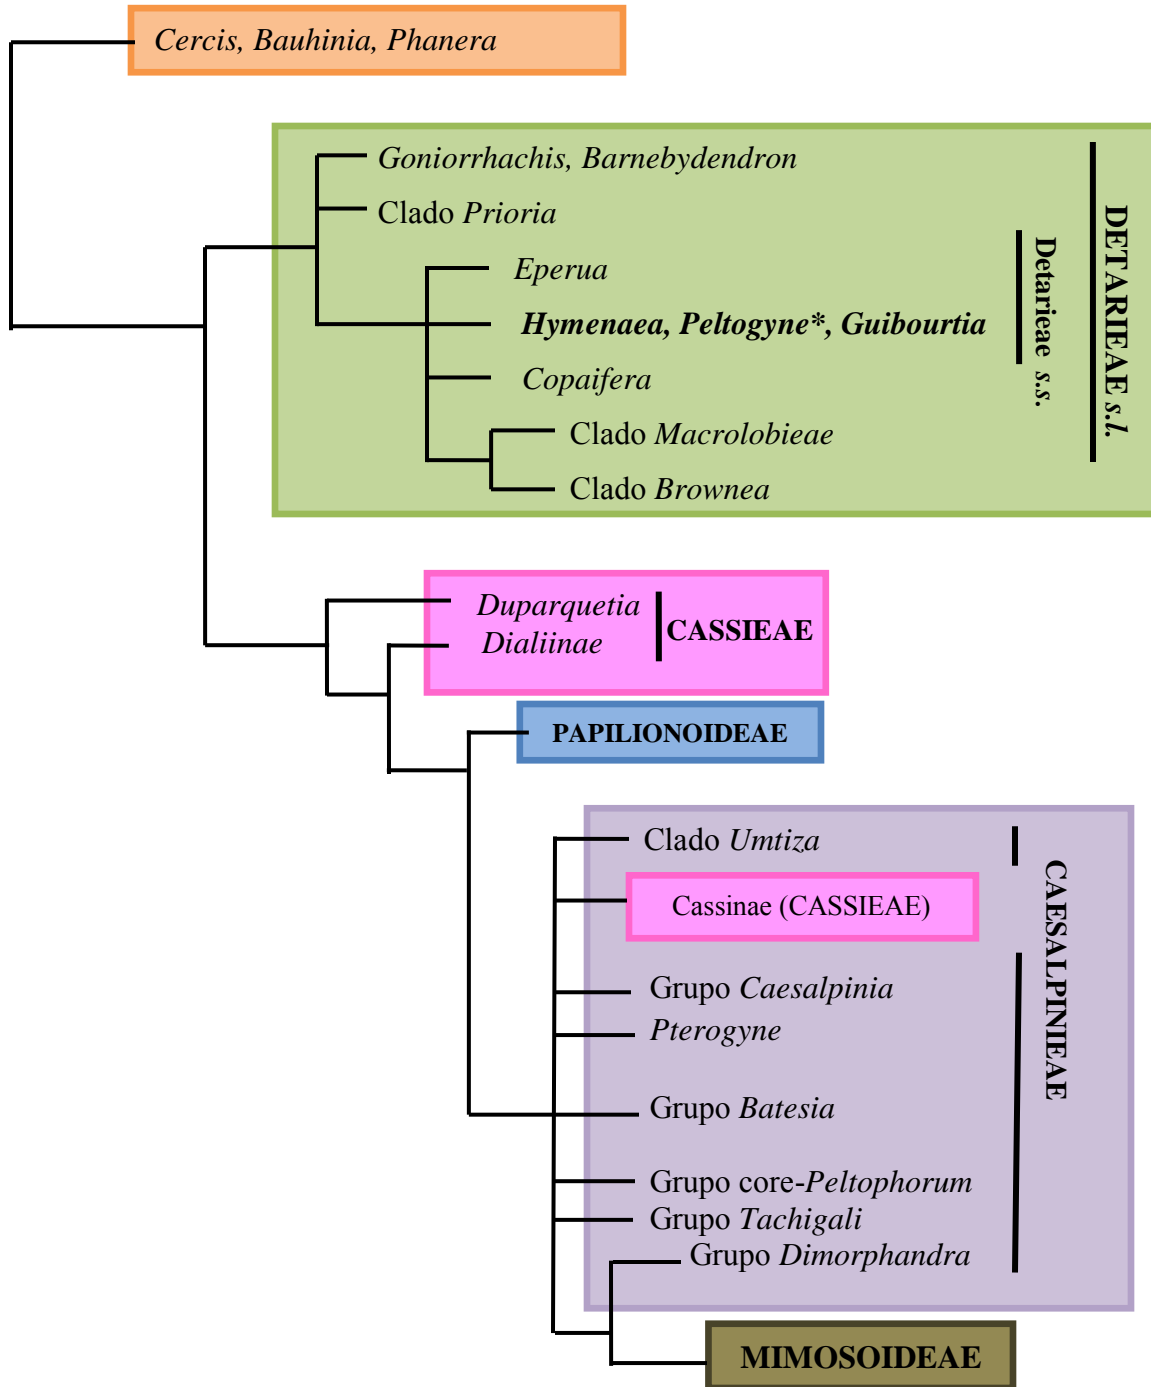 Cercis, Bauhinia, Phanera
Goniorrhachis, Barnebydendron
Clado Prioria
Eperua
Hymenaea, Peltogyne*, Guibourtia
Copaifera
Clado Macrolobieae
Clado Brownea
Detarieae s.s.
DETARIEAE s.l.
Duparquetia
Dialiinae
CASSIEAE
PAPILIONOIDEAE
Clado Umtiza
Cassinae (CASSIEAE)
Grupo Caesalpinia
Pterogyne
Grupo Batesia
Grupo core-Peltophorum
Grupo Tachigali
Grupo Dimorphandra
CAESALPINIEAE
MIMOSOIDEAE